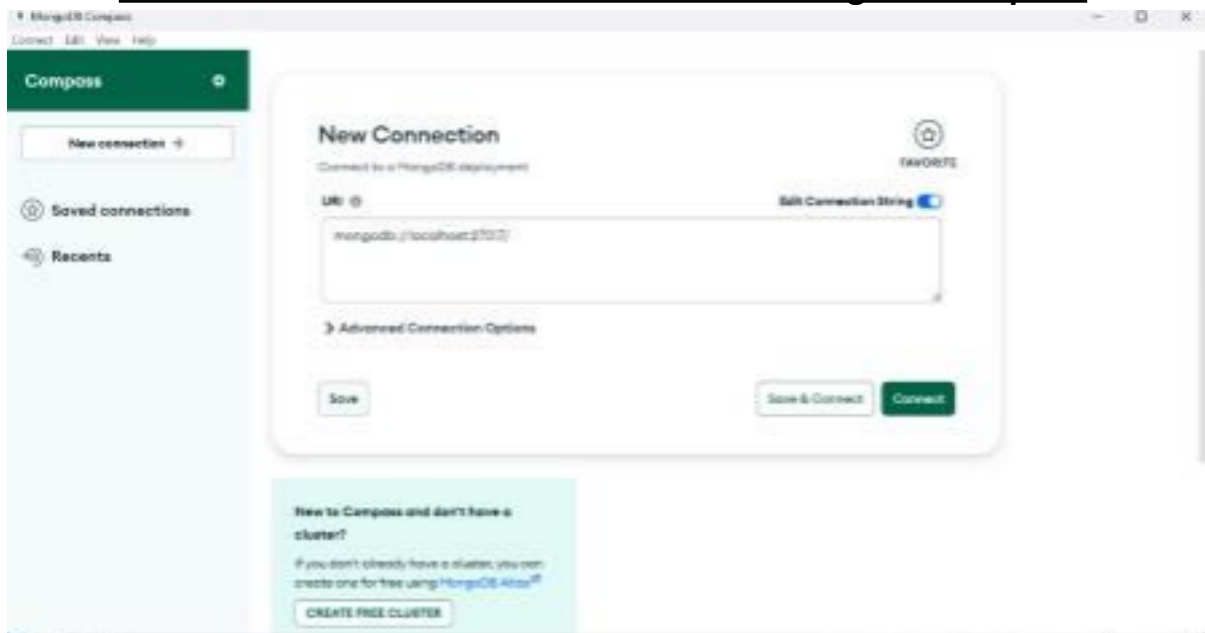 MongoDB Compass
Connect Edit View Help
Compass
New connection +
Saved connections
Recents
New Connection
Connect to a MongoDB deployment
FAVORITE
URI
Edit Connection String
mongodb://localhost:27017/
Advanced Connection Options
Save
Save & Connect
Connect
New to Compass and don't have a
cluster?
If you don't already have a cluster, you can
create one for free using MongoDB Atlas
CREATE FREE CLUSTER